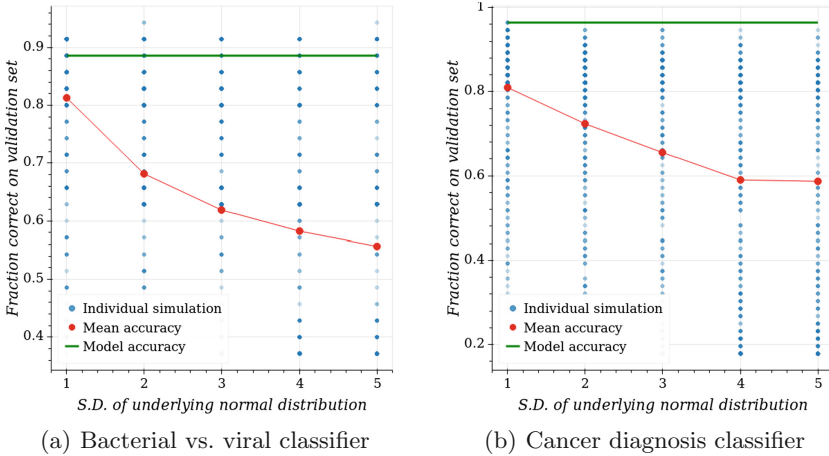 Fraction correct on validation set
0.9
0.8
0.7
0.6
0.5
0.4
Individual simulation
Mean accuracy
Model accuracy
1 2 3 4 5
S.D. of underlying normal distribution
(a) Bacterial vs. viral classifier
Fraction correct on validation set
1
0.8
0.6
0.4
0.2
Individual simulation
Mean accuracy
Model accuracy
1 2 3 4 5
S.D. of underlying normal distribution
(b) Cancer diagnosis classifier